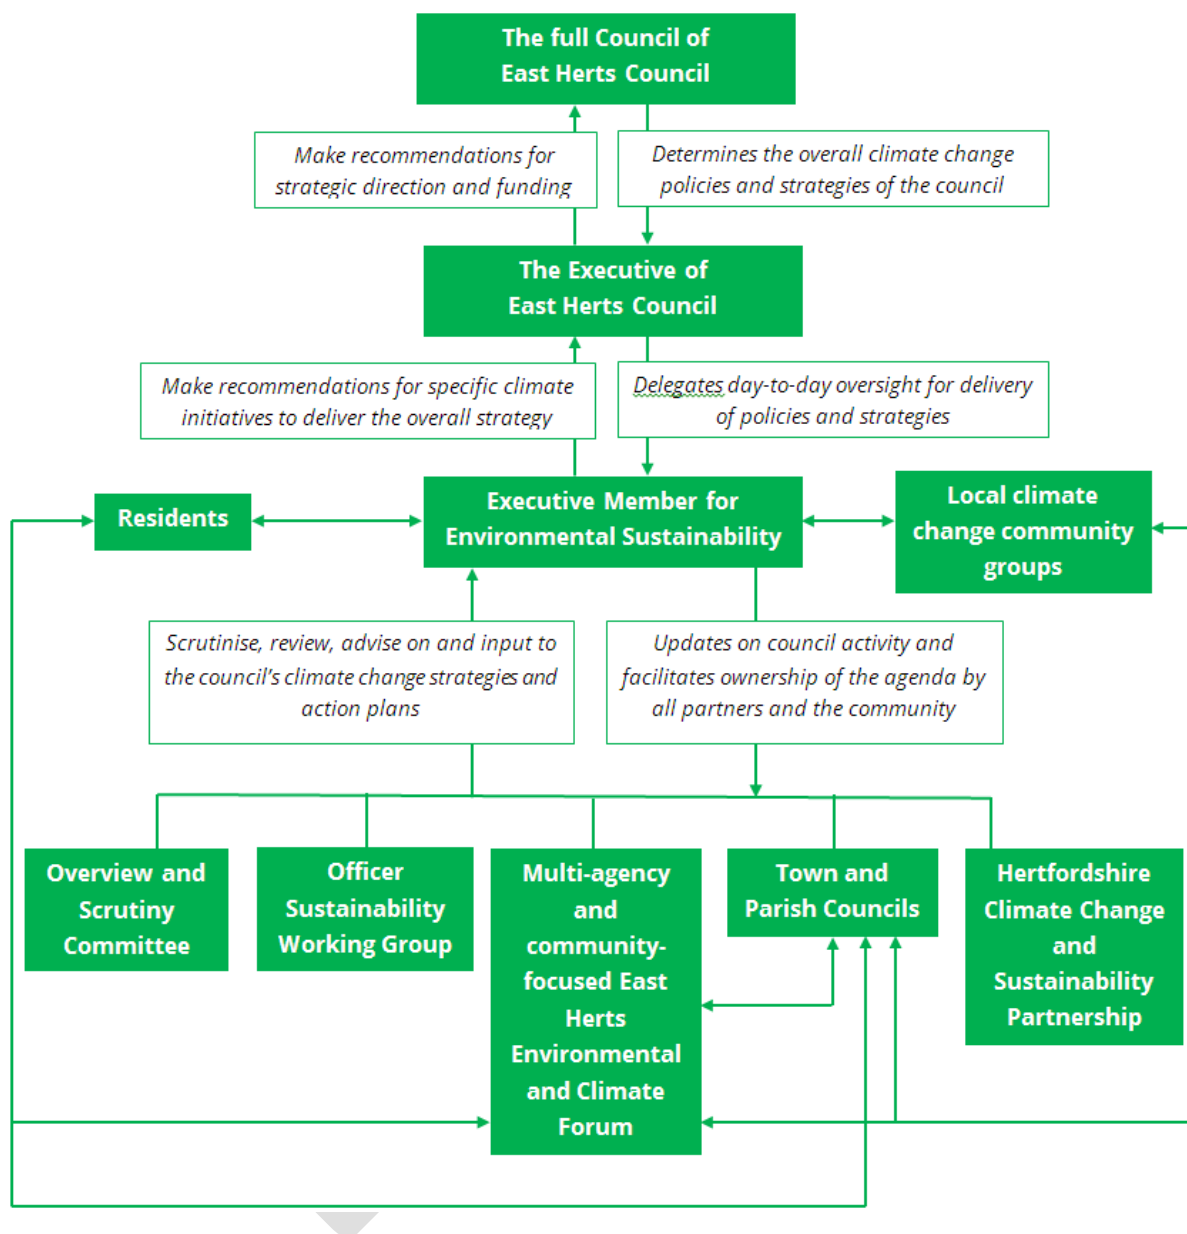 The full Council of
East Herts Council
Make recommendations for
strategic direction and funding
Determines the overall climate change
policies and strategies of the council
The Executive of
East Herts Council
Make recommendations for specific climate
initiatives to deliver the overall strategy
Delegates day-to-day oversight for delivery
of policies and strategies
Residents
Executive Member for
Environmental Sustainability
Local climate
change community
groups
Scrutinise, review, advise on and input to
the council's climate change strategies and
action plans
Updates on council activity and
facilitates ownership of the agenda by
all partners and the community
Overview and
Scrutiny
Committee
Officer
Sustainability
Working Group
Multi-agency
and
community-
focused East
Herts
Environmental
and Climate
Forum
Town and
Parish Councils
Hertfordshire
Climate Change
and
Sustainability
Partnership